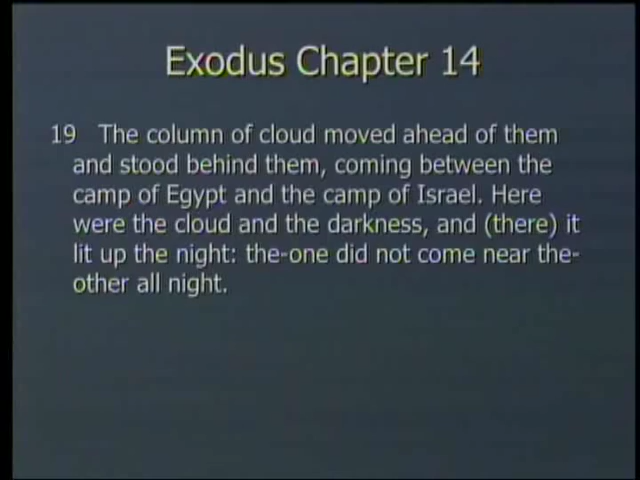 Exodus Chapter 14
19 The column of cloud moved ahead of them
and stood behind them, coming between the
camp of Egypt and the camp of Israel. Here
were the cloud and the darkness, and (there) it
lit up the night: the-one did not come near the-
other all night.